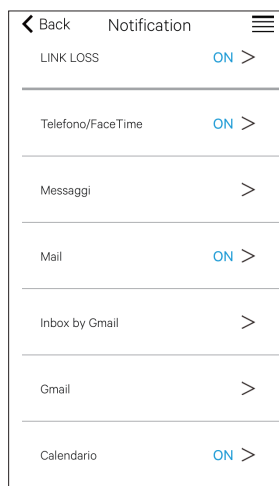 Back Notification
LINK LOSS ON >
Telefono/FaceTime ON >
Messaggi >
Mail ON >
Inbox by Gmail >
Gmail >
Calendario ON >